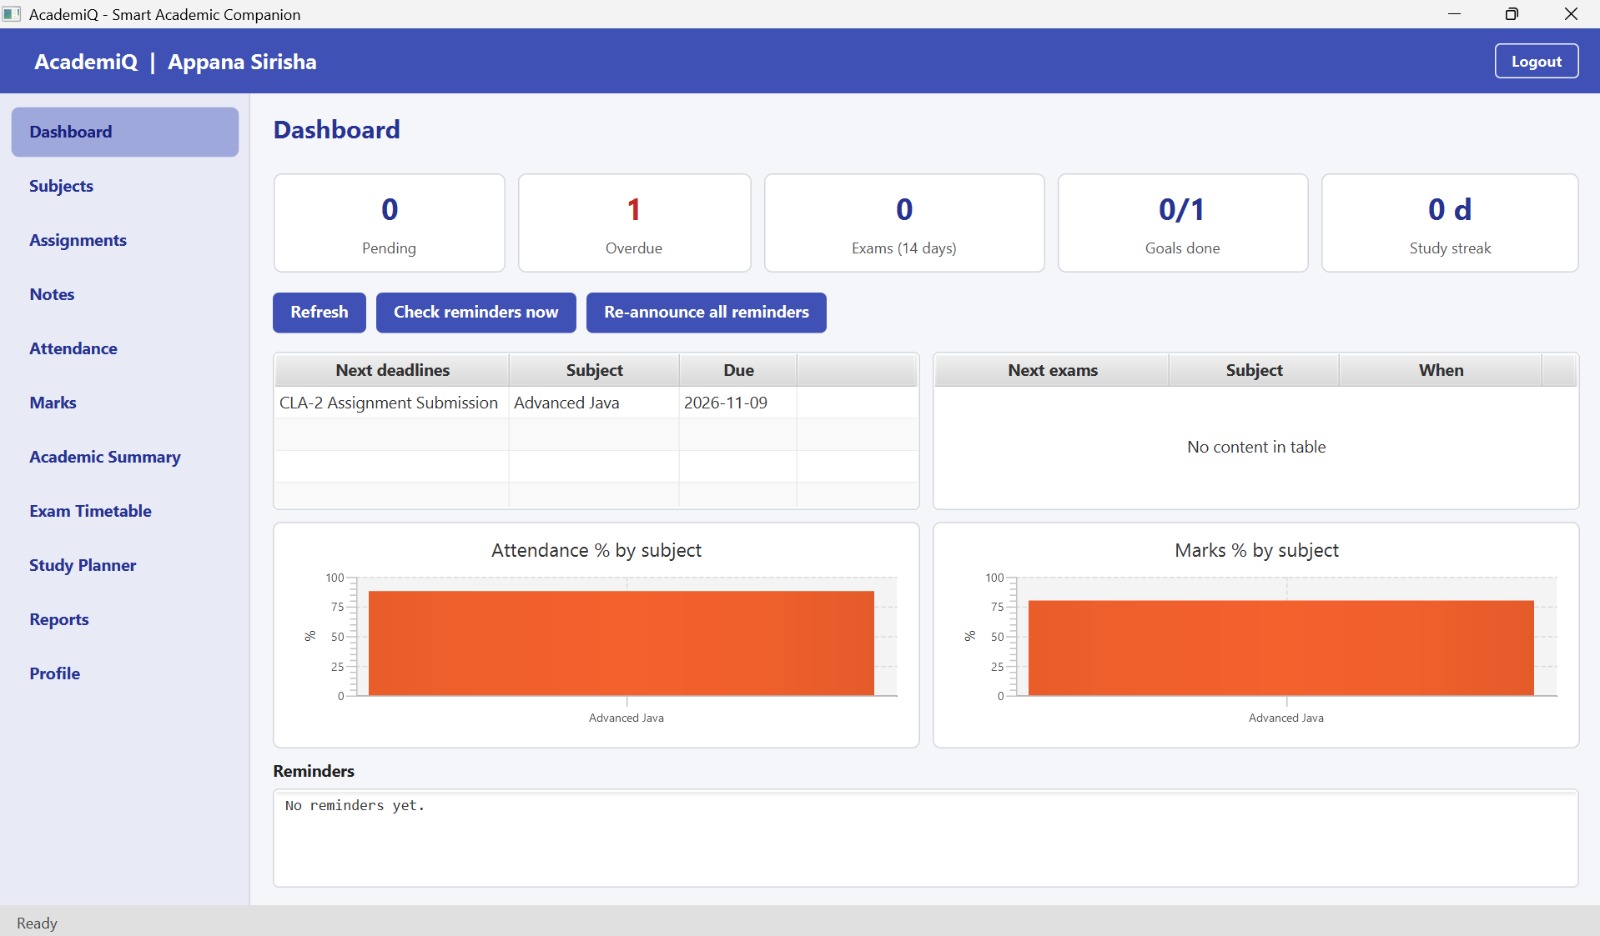 AcademiQ - Smart Academic Companion
AcademiQ | Appana Sirisha
Logout
Dashboard
Subjects
Assignments
Notes
Attendance
Marks
Academic Summary
Exam Timetable
Study Planner
Reports
Profile
Dashboard
0
Pending
1
Overdue
0
Exams (14 days)
0/1
Goals done
0 d
Study streak
Refresh
Check reminders now
Re-announce all reminders
Next deadlines Subject Due
CLA-2 Assignment Submission Advanced Java 2026-11-09
Next exams Subject When
No content in table
Attendance % by subject
%
100
75
50
25
0
Advanced Java
Marks % by subject
%
100
75
50
25
0
Advanced Java
Reminders
No reminders yet.
Ready